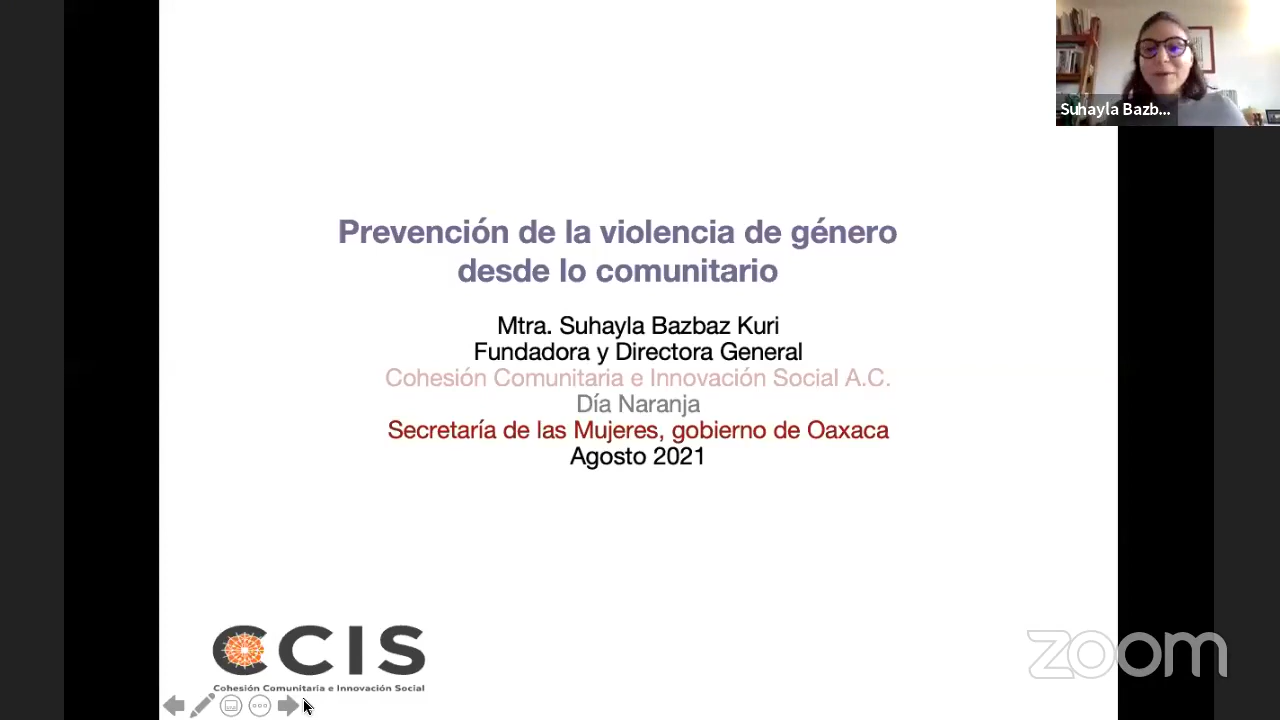 Suhayla Bazb...
Prevención de la violencia de género
desde lo comunitario
Mtra. Suhayla Bazbaz Kuri
Fundadora y Directora General
Cohesión Comunitaria e Innovación Social A.C.
Día Naranja
Secretaría de las Mujeres, gobierno de Oaxaca
Agosto 2021
CCIS
Cohesión Comunitaria e Innovación Social
zoom